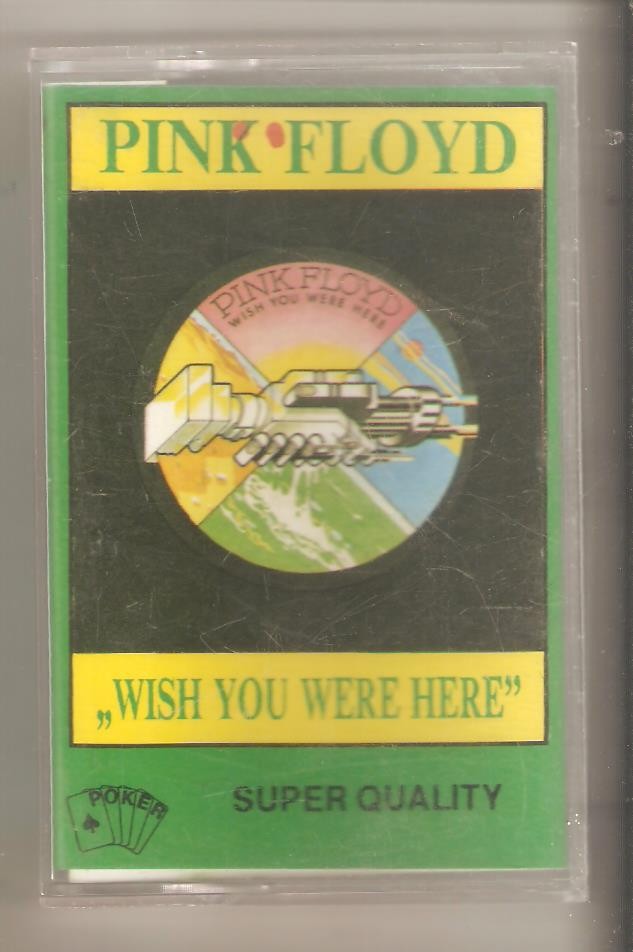 PINK FLOYD
PINK FLOYD
WISH YOU WERE HERE
„WISH YOU WERE HERE”
POKER
SUPER QUALITY